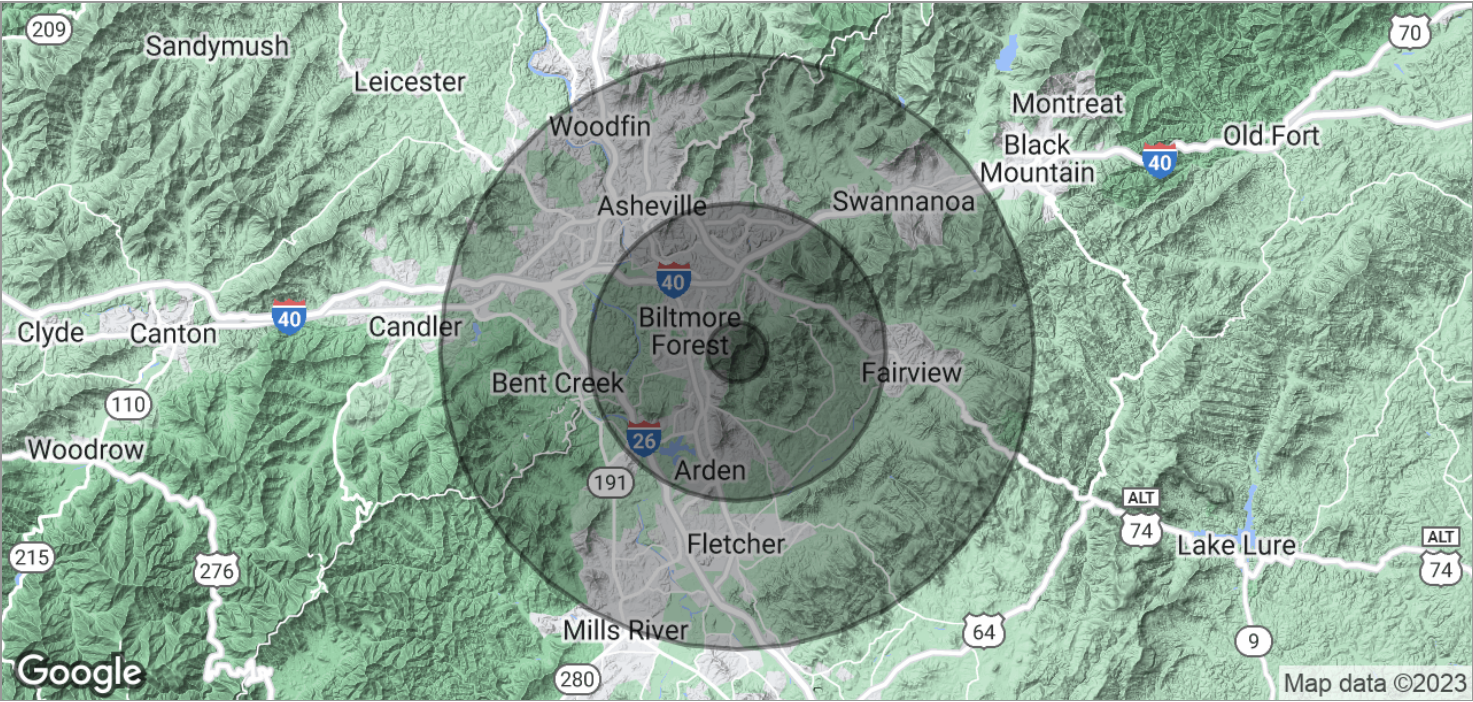 209
70
Sandymush
Leicester
Montreat
Woodfin
Old Fort
Black
Mountain
40
Swannanoa
Asheville
40
Biltmore
Forest
40
Clyde
Canton
Candler
Fairview
Bent Creek
110
Woodrow
26
Arden
191
ALT
74
Fletcher
Lake Lure
ALT
74
215
276
Mills River
64
9
280
Google
Map data ©2023